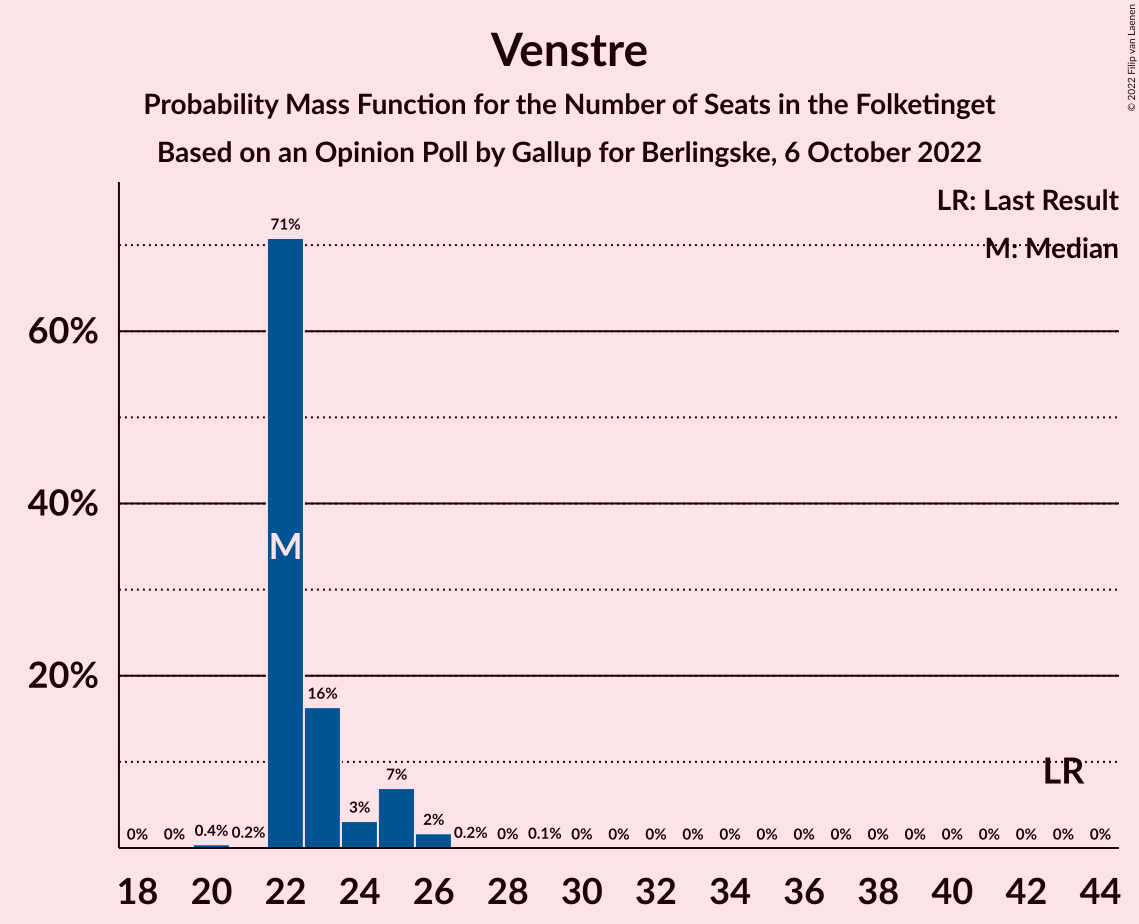 Venstre
Probability Mass Function for the Number of Seats in the Folketinget
Based on an Opinion Poll by Gallup for Berlingske, 6 October 2022
© 2022 Filip van Laenen
LR: Last Result
M: Median
60%
40%
20%
0% 0% 0.4% 0.2% 71% 16% 3% 7% 2% 0.2% 0% 0.1% 0% 0% 0% 0% 0% 0% 0% 0% 0% 0% 0% 0% 0% 0% 0%
M
LR
18 20 22 24 26 28 30 32 34 36 38 40 42 44